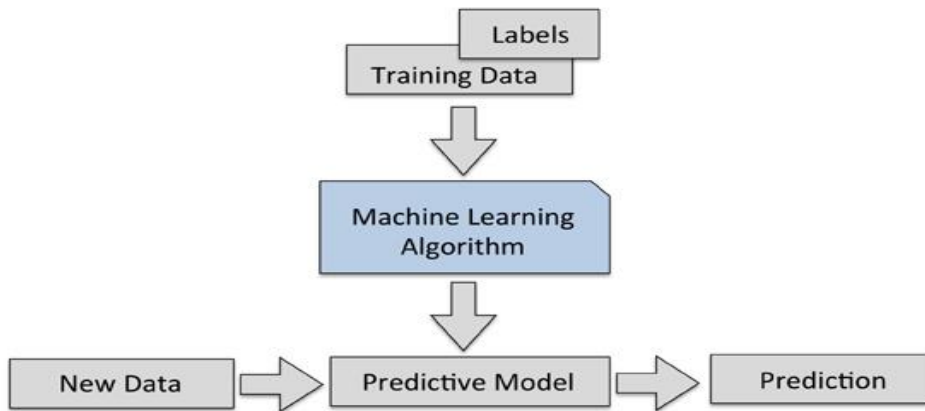 Labels
Training Data
Machine Learning
Algorithm
New Data
Predictive Model
Prediction